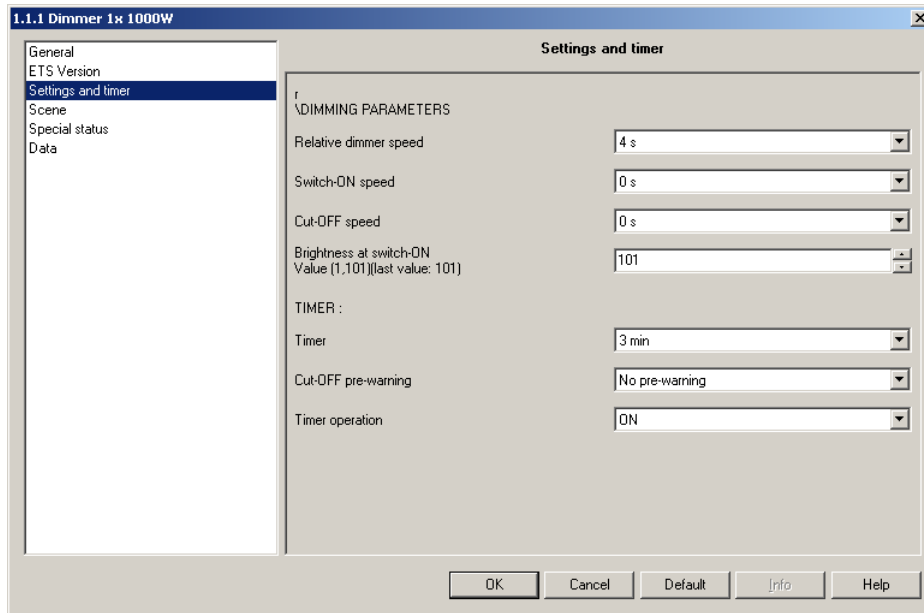 1.1.1 Dimmer 1x 1000W
General
ETS Version
Settings and timer
Scene
Special status
Data
Settings and timer
r
\DIMMING PARAMETERS
Relative dimmer speed 4 s
Switch-ON speed 0 s
Cut-OFF speed 0 s
Brightness at switch-ON
Value (1,101)(last value: 101) 101
TIMER :
Timer 3 min
Cut-OFF pre-warning No pre-warning
Timer operation ON
OK Cancel Default Info Help